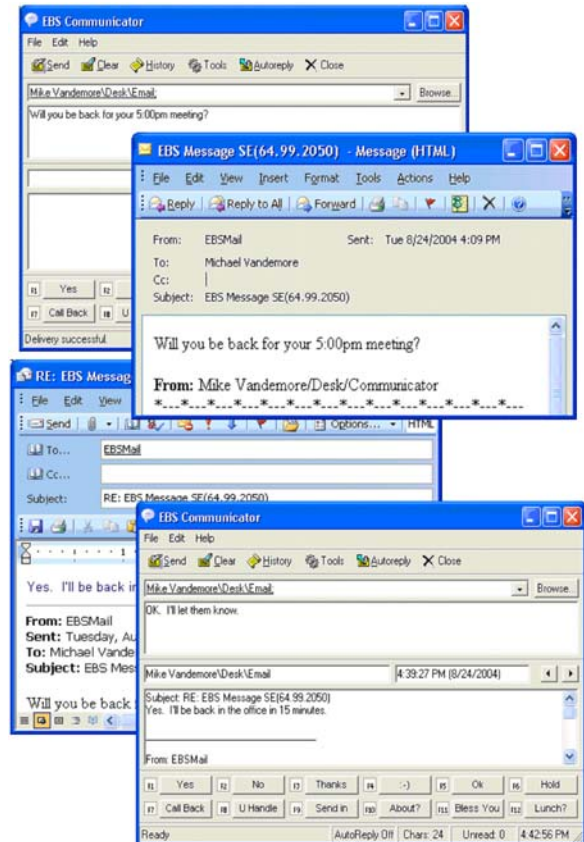 EBS Communicator
File Edit Help
Send Clear History Tools Autoreply Close
Mike Vandemore\Desk\Email; Browse...
Will you be back for your 5:00pm meeting?
F1 Yes F2
F7 Call Back F8 U
Delivery successful.
EBS Message SE(64.99.2050) - Message (HTML)
File Edit View Insert Format Tools Actions Help
Reply Reply to All Forward
From: EBSMail Sent: Tue 8/24/2004 4:09 PM
To: Michael Vandemore
Cc:
Subject: EBS Message SE(64.99.2050)
Will you be back for your 5:00pm meeting?
From: Mike Vandemore/Desk/Communicator
*---*---*---*---*---*---*---*---*---*---*---*---
RE: EBS Messag
File Edit View
Send Options... HTML
To... EBSMail
Cc...
Subject: RE: EBS Message SE(64.99.2050)
Yes. I'll be back in
From: EBSMail
Sent: Tuesday, Au
To: Michael Vande
Subject: EBS Mess
Will you be back
EBS Communicator
File Edit Help
Send Clear History Tools Autoreply Close
Mike Vandemore\Desk\Email; Browse...
OK. I'll let them know.
Mike Vandemore\Desk\Email 4:39:27 PM (8/24/2004)
Subject: RE: EBS Message SE(64.99.2050)
Yes. I'll be back in the office in 15 minutes.
From: EBSMail
F1 Yes F2 No F3 Thanks F4 :-) F5 Ok F6 Hold
F7 Call Back F8 U Handle F9 Send in F10 About? F11 Bless You F12 Lunch?
Ready AutoReply Off Chars: 24 Unread: 0 4:42:56 PM